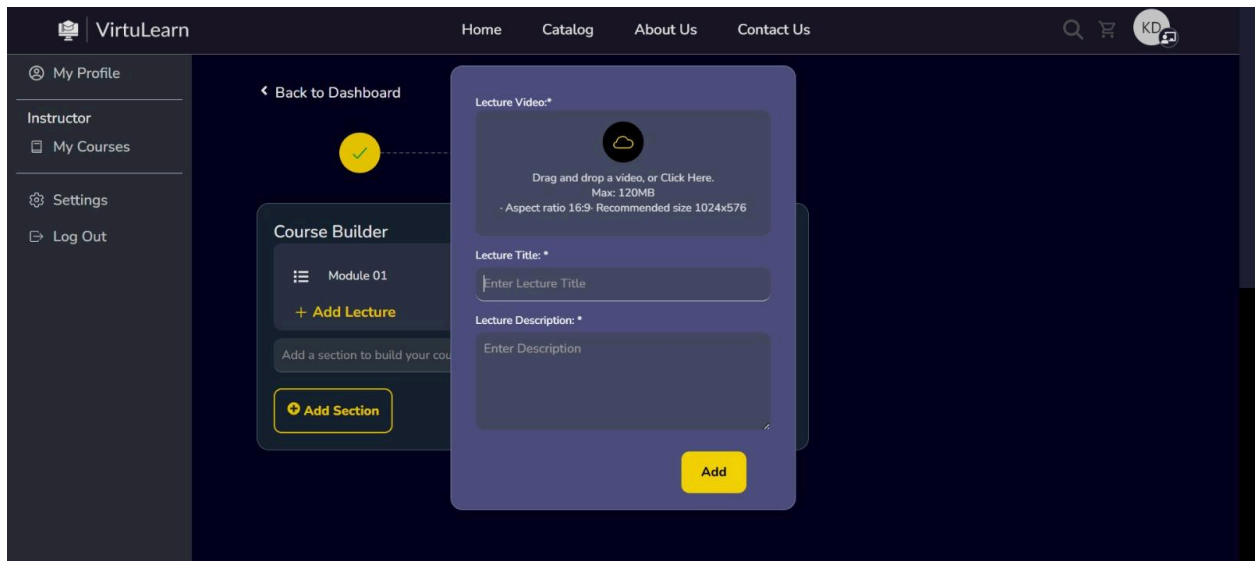 VirtuLearn
Home Catalog About Us Contact Us
KD
My Profile
Instructor
My Courses
Settings
Log Out
Back to Dashboard
Course Builder
Module 01
+ Add Lecture
Add a section to build your cou
Add Section
Lecture Video:*
Drag and drop a video, or Click Here.
Max: 120MB
- Aspect ratio 16:9- Recommended size 1024x576
Lecture Title: *
Enter Lecture Title
Lecture Description: *
Enter Description
Add